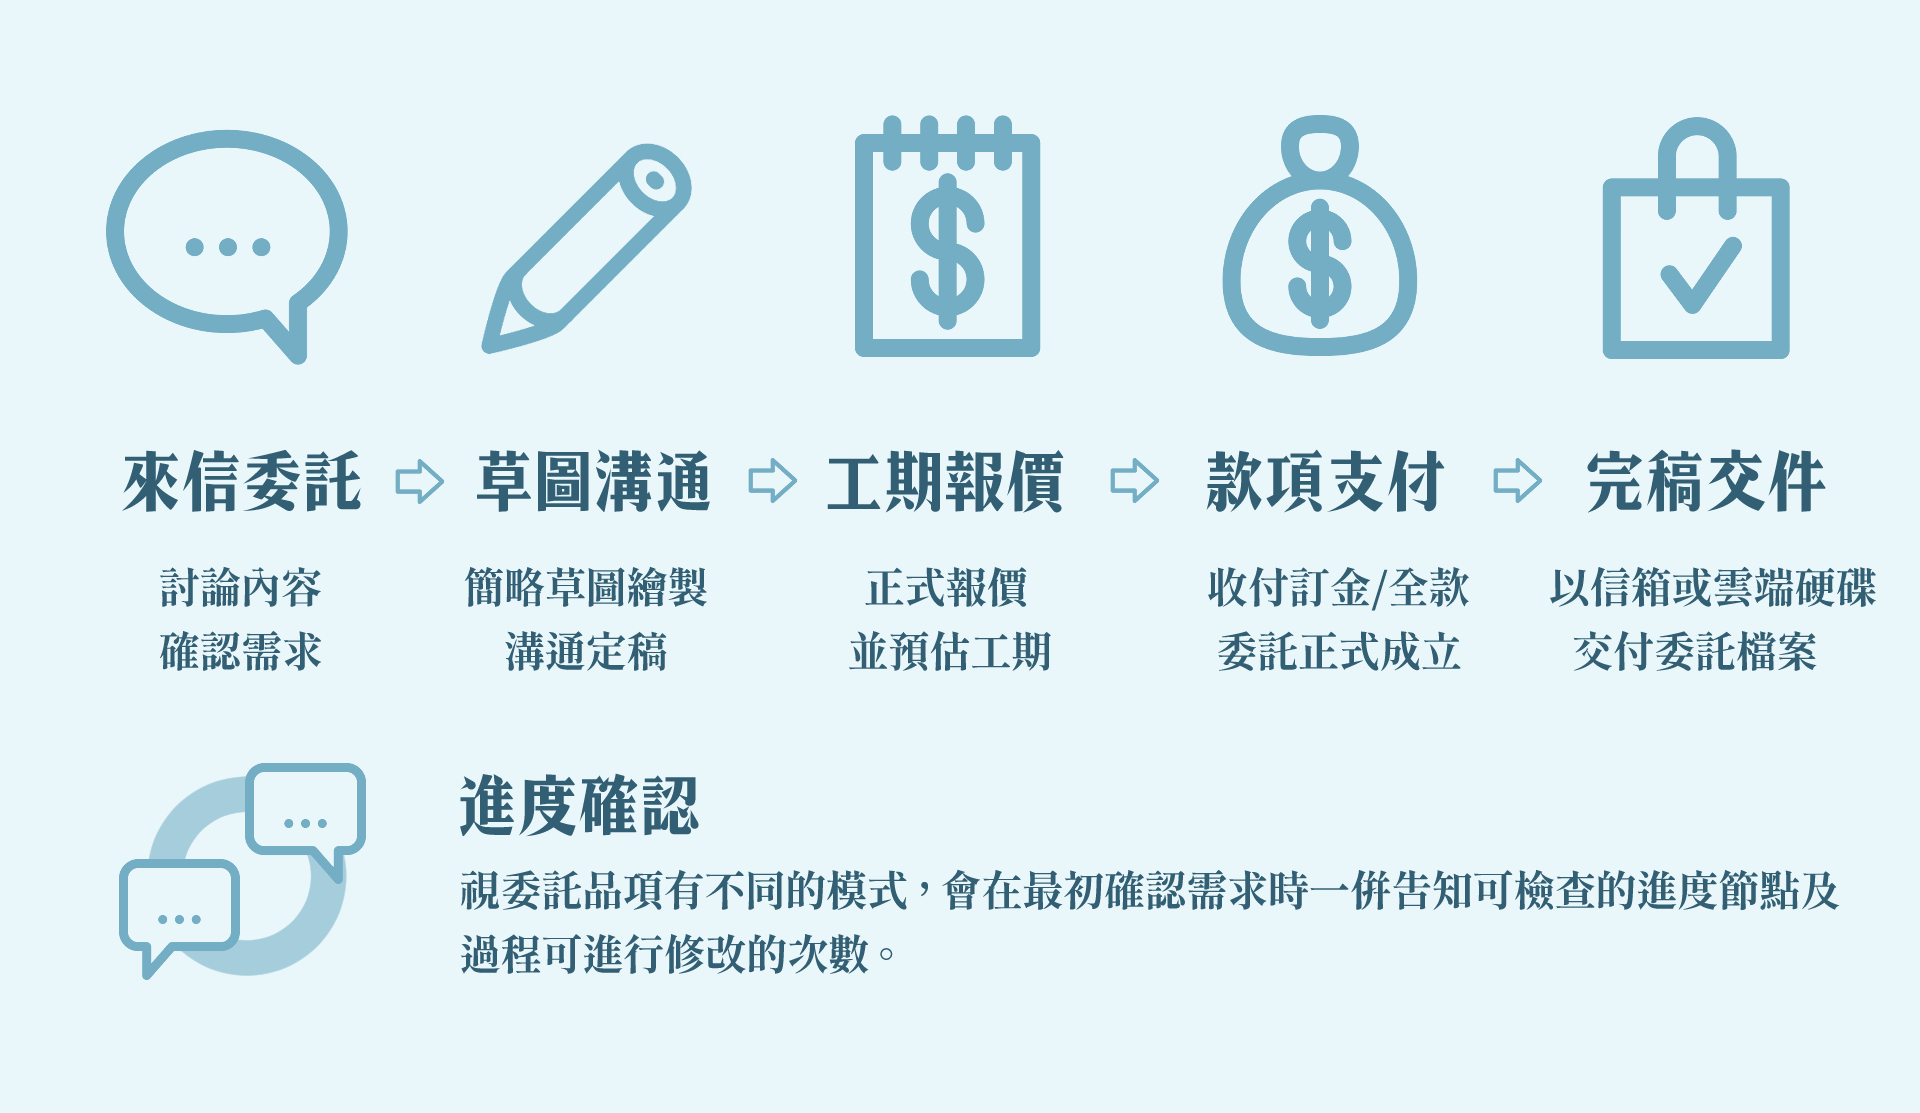 來信委託
草圖溝通
工期報價
款項支付
完稿交件
討論內容
確認需求
簡略草圖繪製
溝通定稿
正式報價
並預估工期
收付訂金/全款
委託正式成立
以信箱或雲端硬碟
交付委託檔案
進度確認
視委託品項有不同的模式，會在最初確認需求時一併告知可檢查的進度節點及
過程可進行修改的次數。